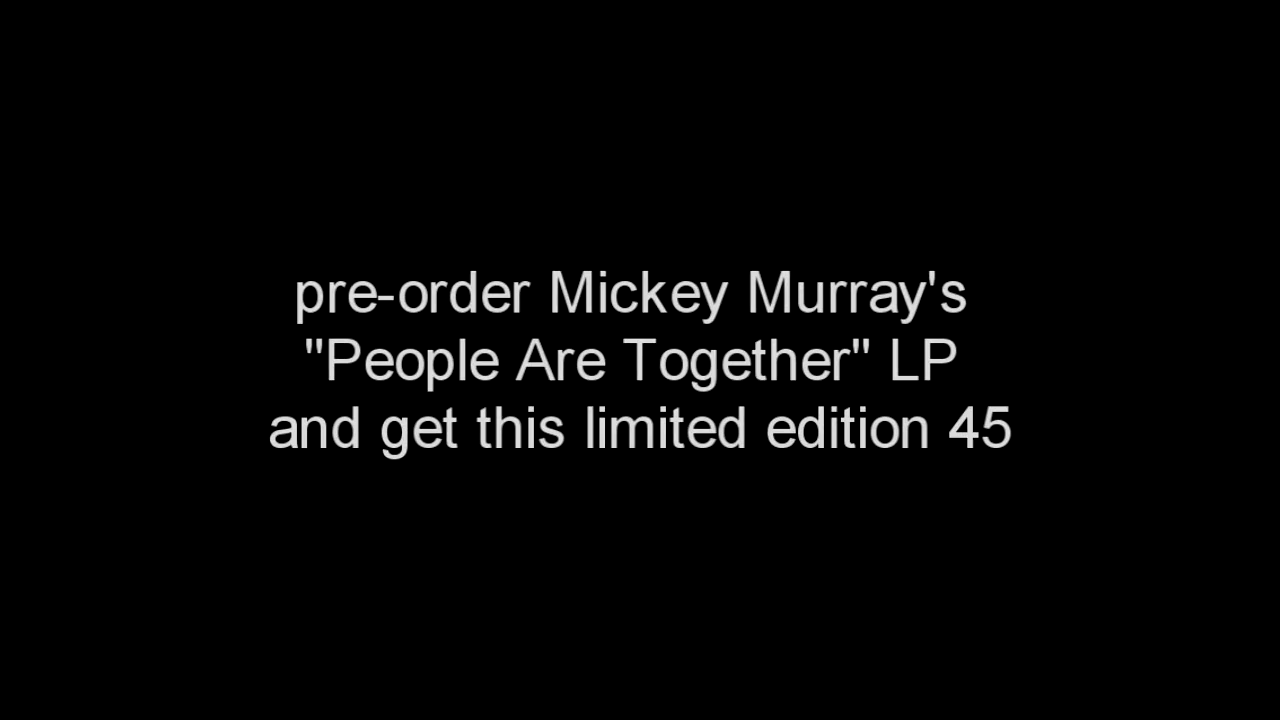 pre-order Mickey Murray's
"People Are Together" LP
and get this limited edition 45